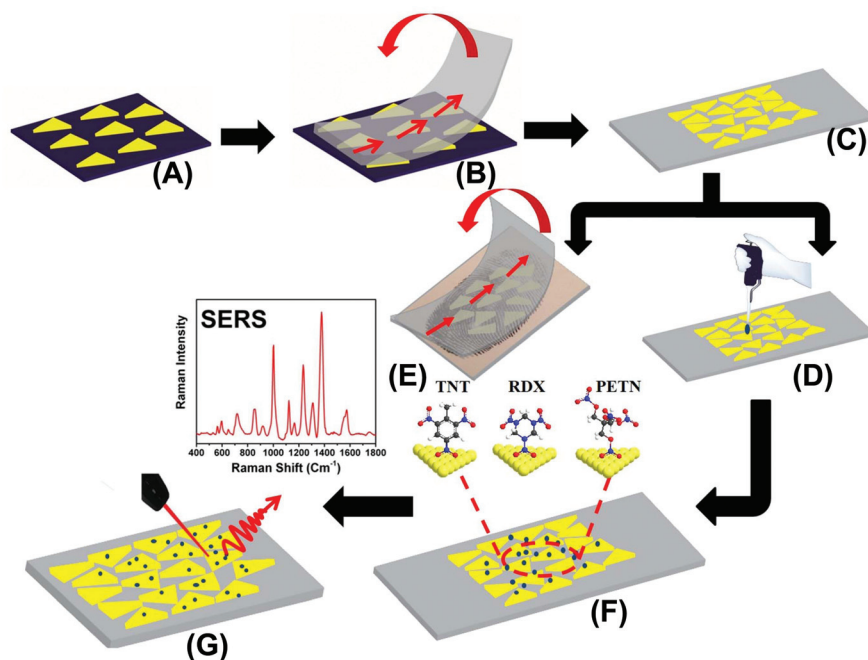 (A)
(B)
(C)
(E)
(D)
SERS
Raman Intensity
400 600 800 1000 1200 1400 1600 1800
Raman Shift (Cm⁻¹)
TNT RDX PETN
(G)
(F)